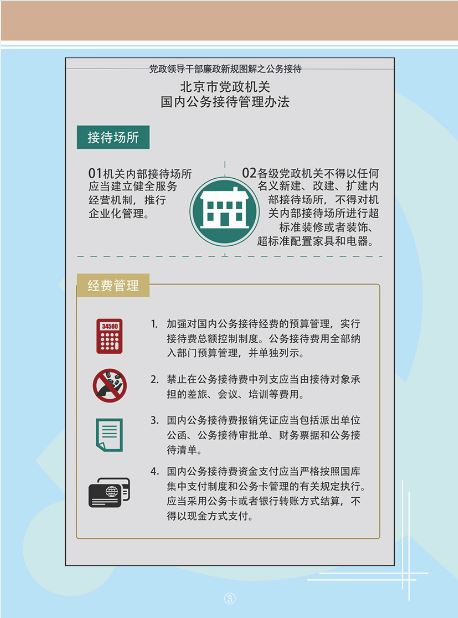 党政领导干部廉政新规图解之公务接待
北京市党政机关
国内公务接待管理办法
接待场所
01机关内部接待场所
应当建立健全服务
经营机制，推行
企业化管理。
02各级党政机关不得以任何
名义新建、改建、扩建内
部接待场所，不得对机
关内部接待场所进行超
标准装修或者装饰、
超标准配置家具和电器。
经费管理
34500
1. 加强对国内公务接待经费的预算管理，实行
接待费总额控制制度。公务接待费用全部纳
入部门预算管理，并单独列示。
2. 禁止在公务接待费中列支应当由接待对象承
担的差旅、会议、培训等费用。
3. 国内公务接待费报销凭证应当包括派出单位
公函、公务接待审批单、财务票据和公务接
待清单。
4. 国内公务接待费资金支付应当严格按照国库
集中支付制度和公务卡管理的有关规定执行。
应当采用公务卡或者银行转账方式结算，不
得以现金方式支付。